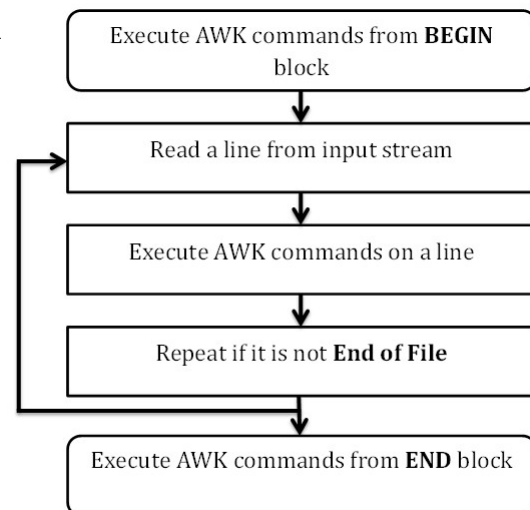 Execute AWK commands from BEGIN
block
Read a line from input stream
Execute AWK commands on a line
Repeat if it is not End of File
Execute AWK commands from END block